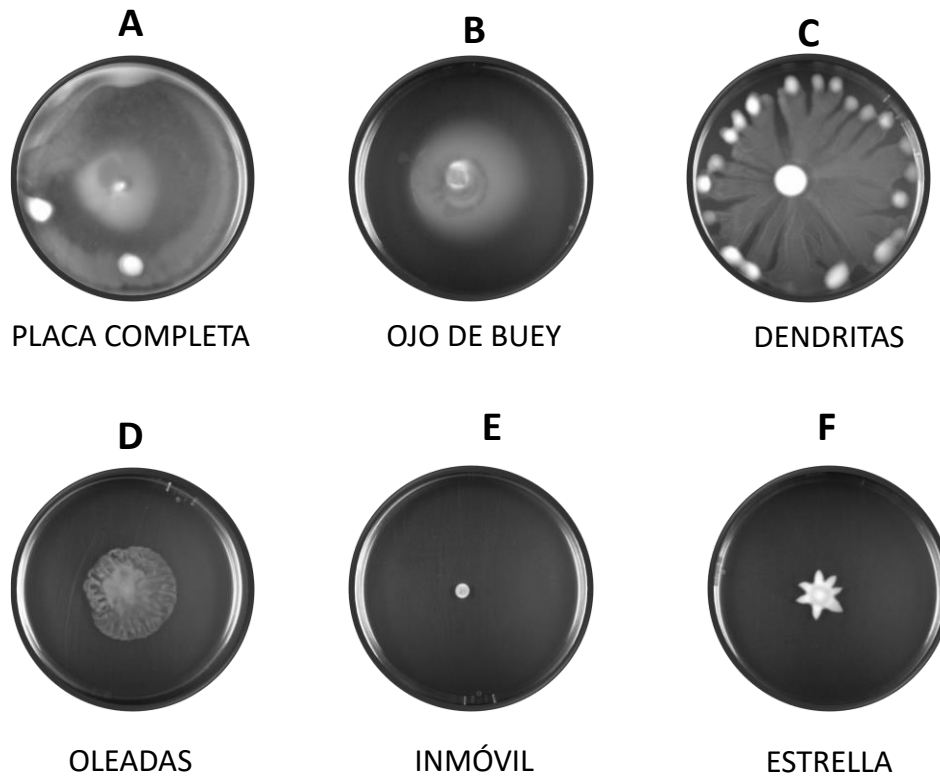 A
B
C
PLACA COMPLETA
OJO DE BUEY
DENDRITAS
D
E
F
OLEADAS
INMÓVIL
ESTRELLA